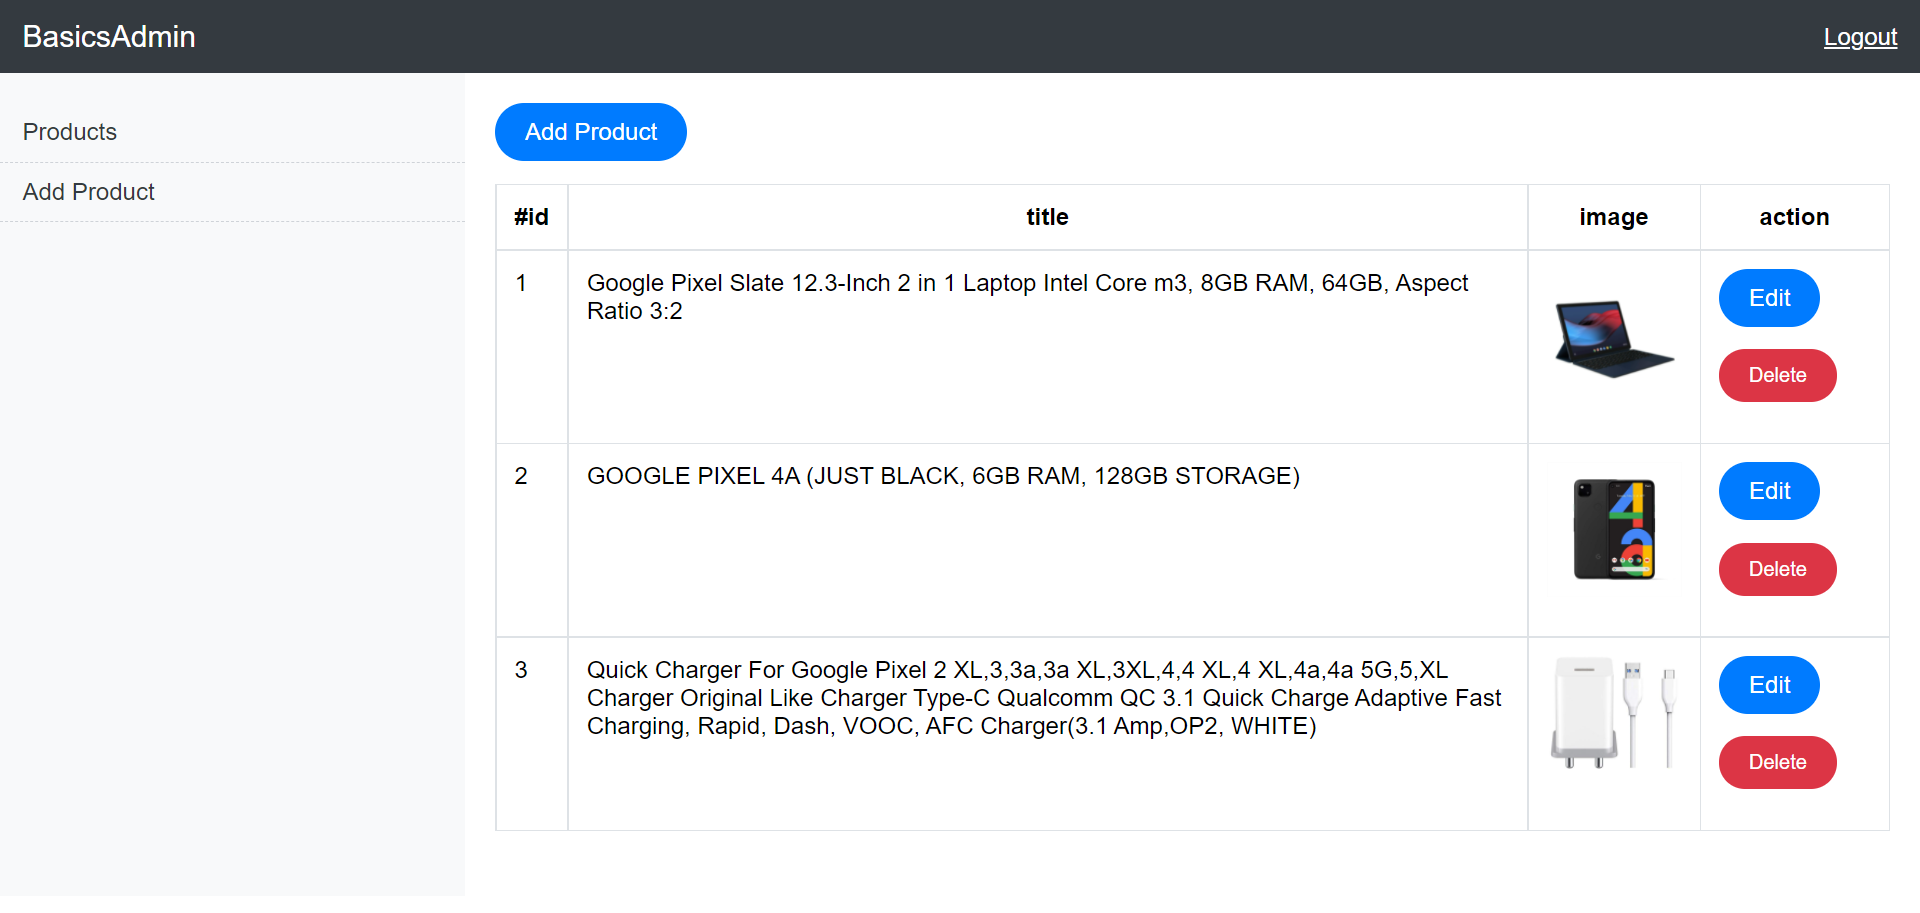 BasicsAdmin
Logout
Products
Add Product
Add Product
#id title image action
1 Google Pixel Slate 12.3-Inch 2 in 1 Laptop Intel Core m3, 8GB RAM, 64GB, Aspect
Ratio 3:2
Edit
Delete
2 GOOGLE PIXEL 4A (JUST BLACK, 6GB RAM, 128GB STORAGE)
4a
Edit
Delete
3 Quick Charger For Google Pixel 2 XL,3,3a,3a XL,3XL,4,4 XL,4 XL,4a,4a 5G,5,XL
Charger Original Like Charger Type-C Qualcomm QC 3.1 Quick Charge Adaptive Fast
Charging, Rapid, Dash, VOOC, AFC Charger(3.1 Amp,OP2, WHITE)
Edit
Delete